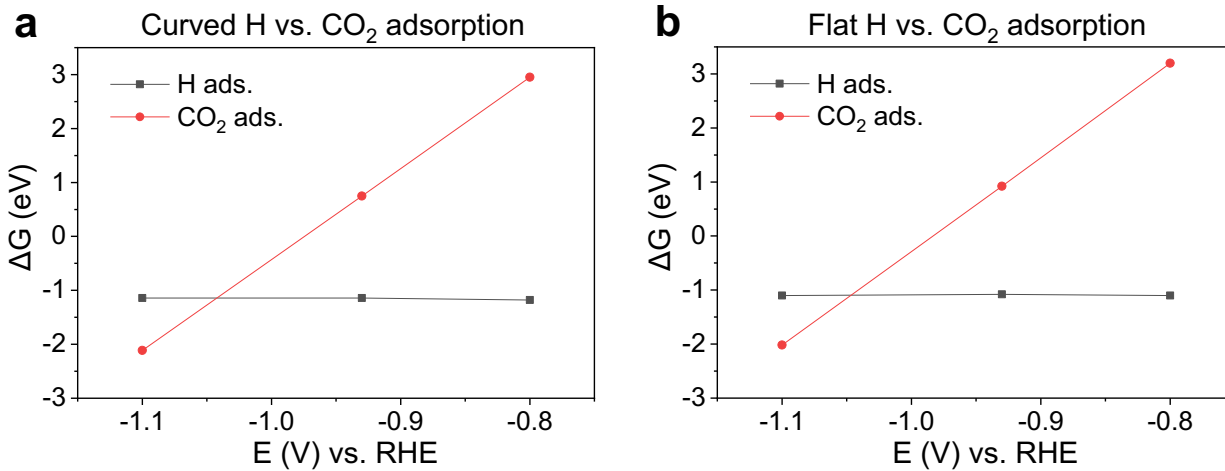 a
Curved H vs. CO₂ adsorption
H ads.
CO₂ ads.
3
2
1
0
-1
-2
-3
ΔG (eV)
-1.1 -1.0 -0.9 -0.8
E (V) vs. RHE
b
Flat H vs. CO₂ adsorption
H ads.
CO₂ ads.
3
2
1
0
-1
-2
-3
ΔG (eV)
-1.1 -1.0 -0.9 -0.8
E (V) vs. RHE